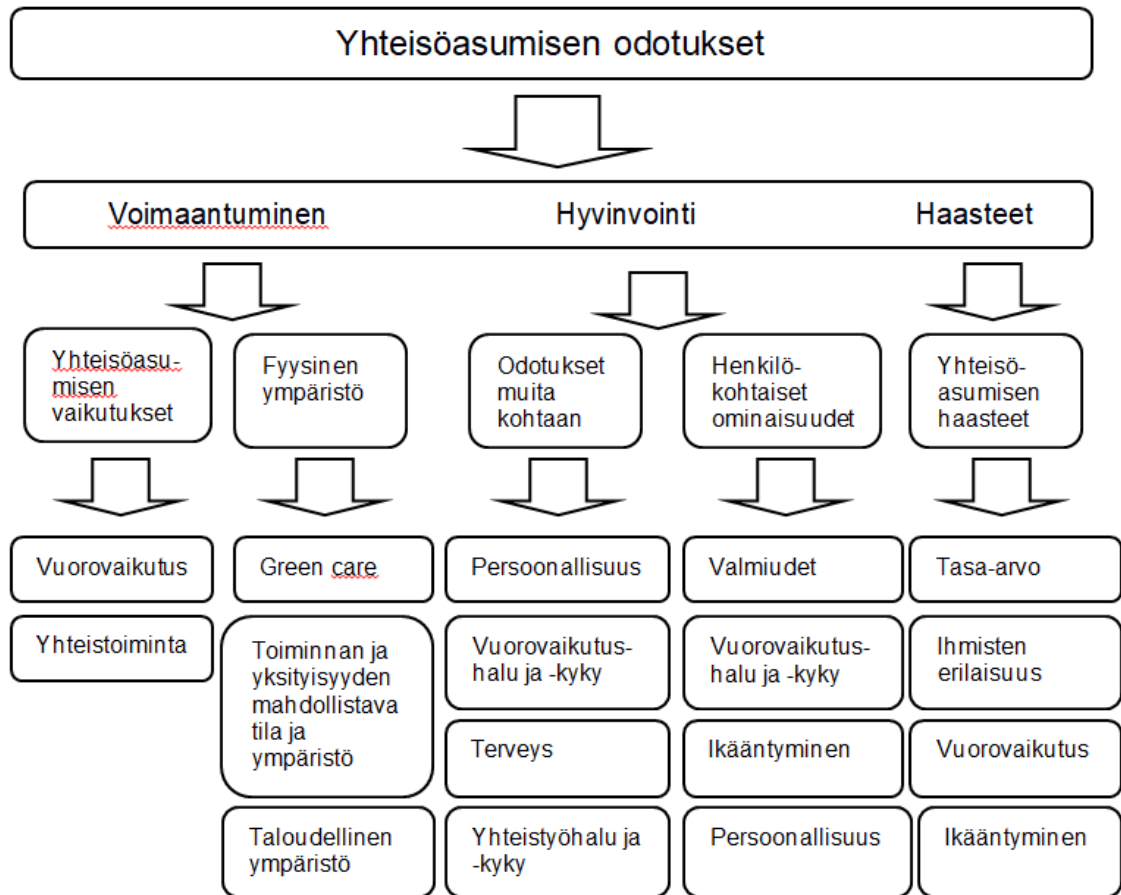 Yhteisöasumisen odotukset
Voimaantuminen Hyvinvointi Haasteet
Yhteisöasu-
misen
vaikutukset
Fyysinen
ympäristö
Odotukset
muita
kohtaan
Henkilö-
kohtaiset
ominaisuudet
Yhteisö-
asumisen
haasteet
Vuorovaikutus
Green care
Persoonallisuus
Valmiudet
Tasa-arvo
Yhteistoiminta
Toiminnan ja
yksityisyyden
mahdollistava
tila ja
ympäristö
Vuorovaikutus-
halu ja -kyky
Vuorovaikutus-
halu ja -kyky
Ihmisten
erilaisuus
Terveys
Ikääntyminen
Vuorovaikutus
Taloudellinen
ympäristö
Yhteistyöhalu ja
-kyky
Persoonallisuus
Ikääntyminen